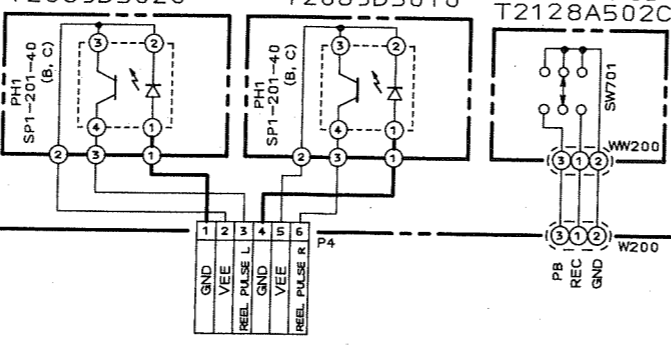 T2128A502C
PH1
SP1-201-40
(B, C)
3
2
4
1
2
3
1
PH1
SP1-201-40
(B, C)
3
2
4
1
2
3
1
SW701
3
1
2
WW200
1
2
3
4
5
6
P4
GND
VEE
REEL PULSE L
GND
VEE
REEL PULSE R
3
1
2
W200
PB
REC
GND